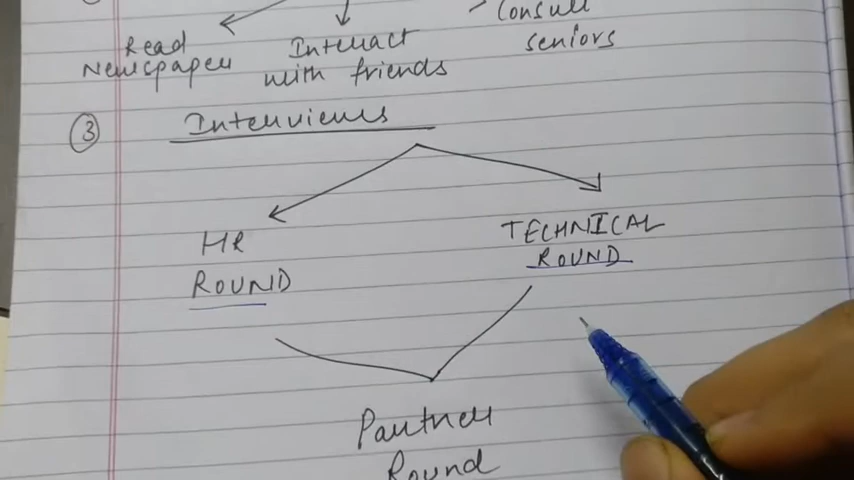 Consult
Read
Newspaper
Interact
with friends
seniors
3
Interviews
HR
ROUND
TECHNICAL
ROUND
Partner
Round